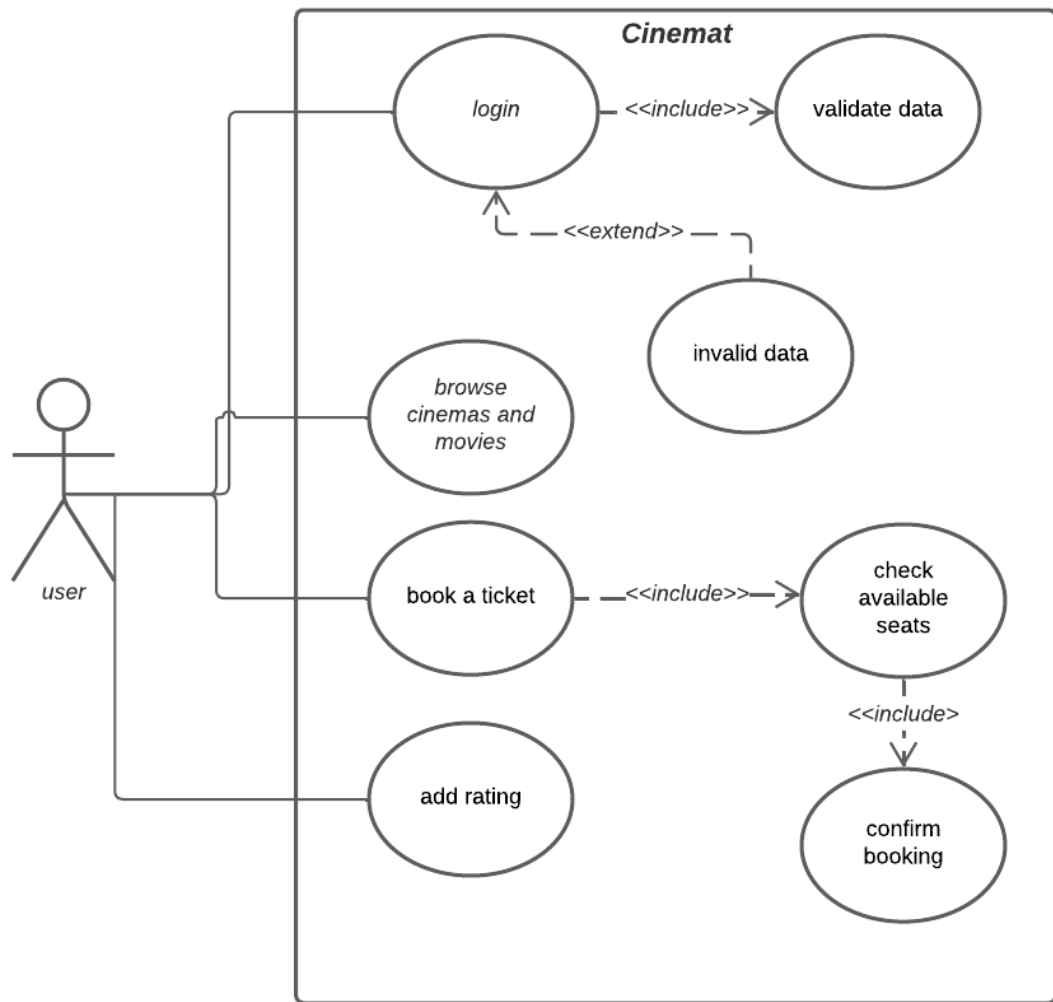 Cinemat
login
<<include>>
validate data
<<extend>>
invalid data
browse
cinemas and
movies
user
book a ticket
<<include>>
check
available
seats
<<include>
add rating
confirm
booking